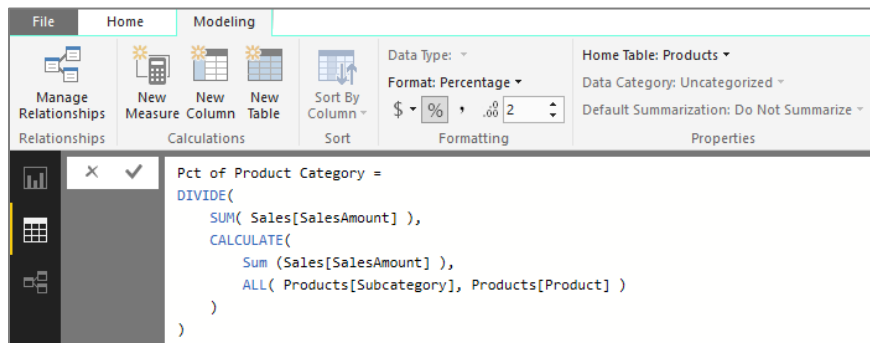 File Home Modeling
Data Type:
Home Table: Products
Format: Percentage
Data Category: Uncategorized
Manage Relationships
New Measure
New Column
New Table
Sort By Column
$ % , .00 .0 2
Default Summarization: Do Not Summarize
Relationships Calculations Sort Formatting Properties
Pct of Product Category =
DIVIDE(
SUM( Sales[SalesAmount] ),
CALCULATE(
Sum (Sales[SalesAmount] ),
ALL( Products[Subcategory], Products[Product] )
)
)